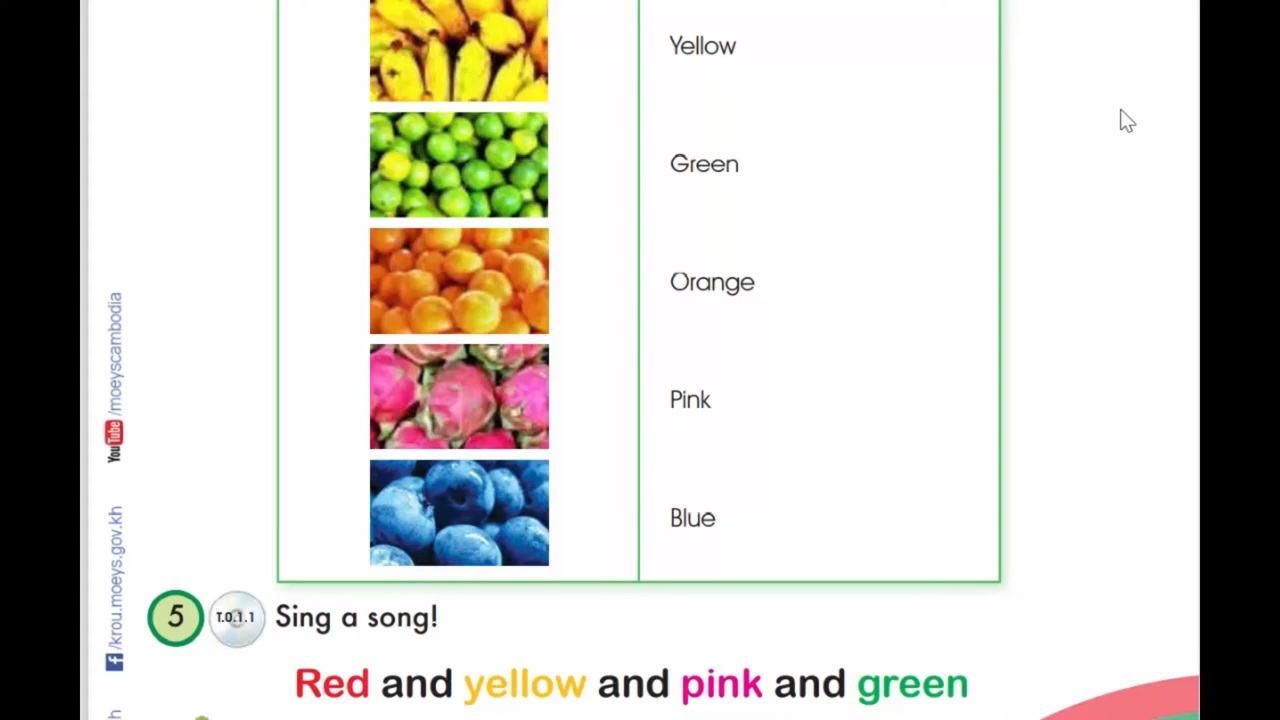 Yellow
Green
Orange
Pink
Blue
YouTube /moeyscambodia
f /krou.moeys.gov.kh
h
5 T.0.1.1 Sing a song!
Red and yellow and pink and green